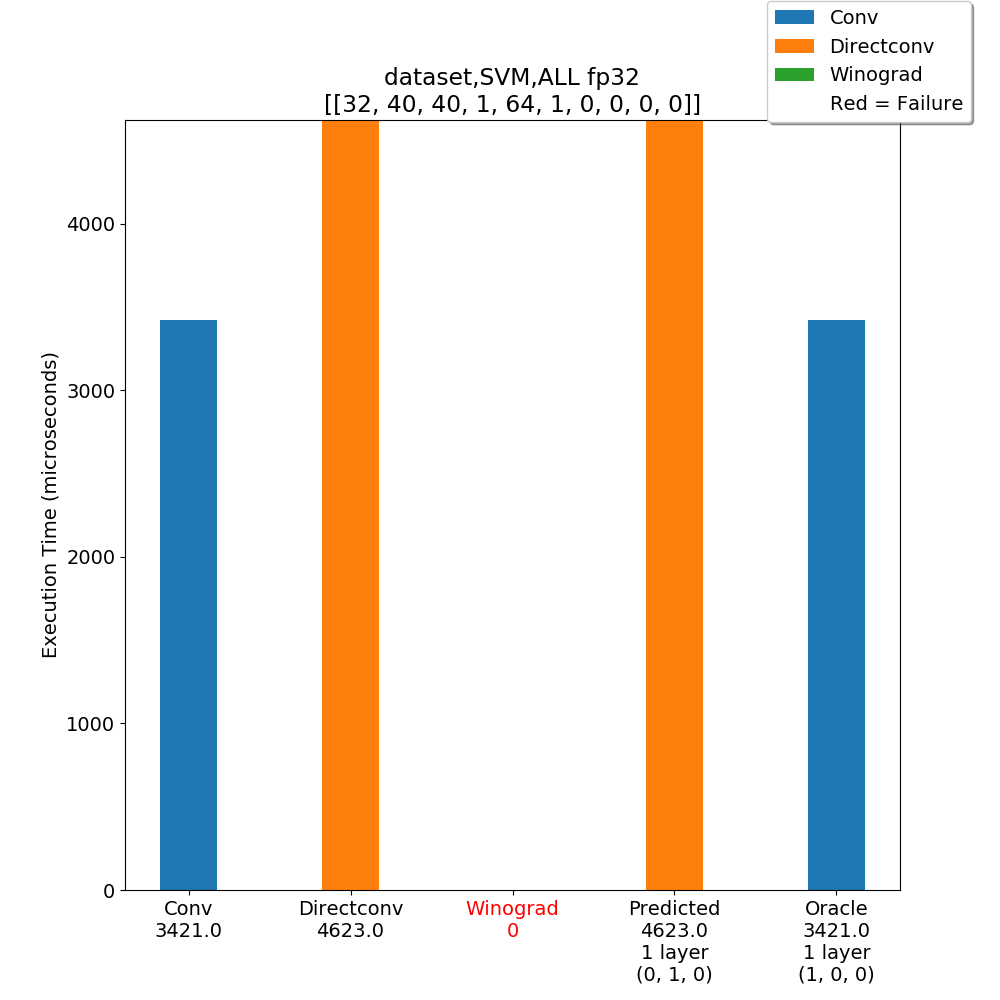 Conv
Directconv
Winograd
Red = Failure
dataset,SVM,ALL fp32
[[32, 40, 40, 1, 64, 1, 0, 0, 0, 0]]
Execution Time (microseconds)
4000
3000
2000
1000
0
Conv
3421.0
Directconv
4623.0
Winograd
0
Predicted
4623.0
1 layer
(0, 1, 0)
Oracle
3421.0
1 layer
(1, 0, 0)